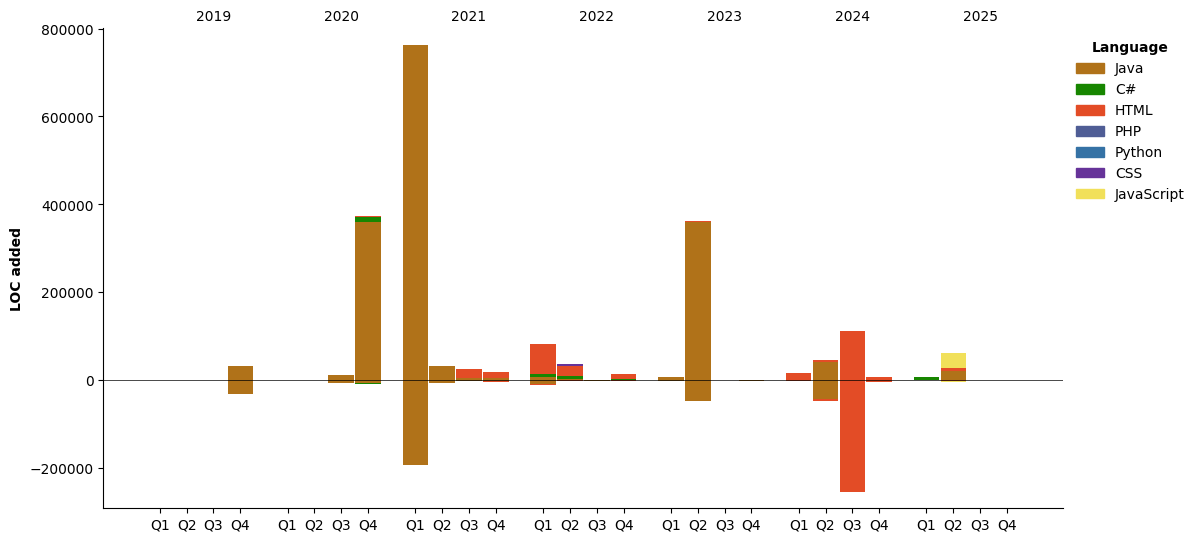 2019 2020 2021 2022 2023 2024 2025
800000
600000
400000
200000
0
−200000
LOC added
Q1 Q2 Q3 Q4 Q1 Q2 Q3 Q4 Q1 Q2 Q3 Q4 Q1 Q2 Q3 Q4 Q1 Q2 Q3 Q4 Q1 Q2 Q3 Q4 Q1 Q2 Q3 Q4
Language
Java
C#
HTML
PHP
Python
CSS
JavaScript